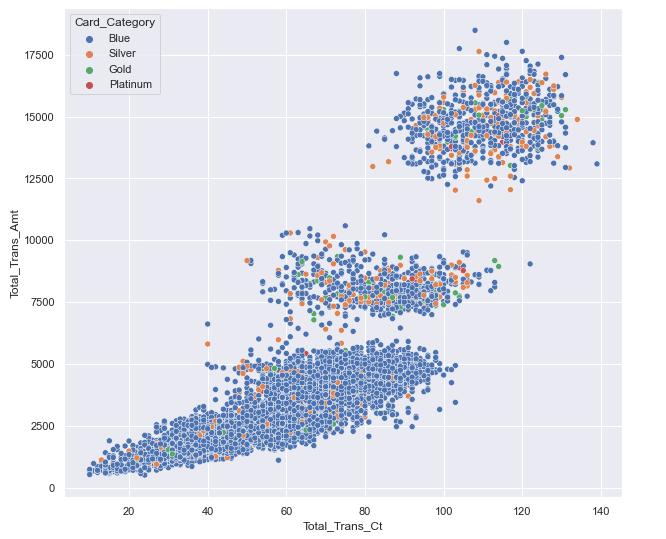 Card_Category
Blue
Silver
Gold
Platinum
17500
15000
12500
10000
7500
5000
2500
0
Total_Trans_Amt
20 40 60 80 100 120 140
Total_Trans_Ct